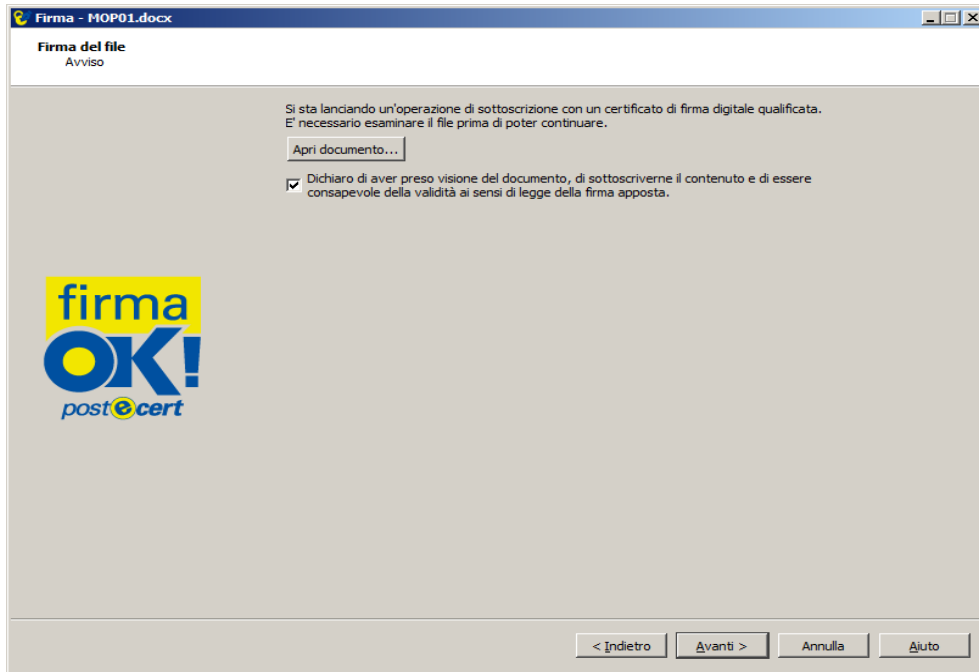 Firma - MOP01.docx
Firma del file
Avviso
Si sta lanciando un'operazione di sottoscrizione con un certificato di firma digitale qualificata.
E' necessario esaminare il file prima di poter continuare.
Apri documento...
Dichiaro di aver preso visione del documento, di sottoscriverne il contenuto e di essere
consapevole della validità ai sensi di legge della firma apposta.
firma
OK!
postecert
< Indietro
Avanti >
Annulla
Aiuto